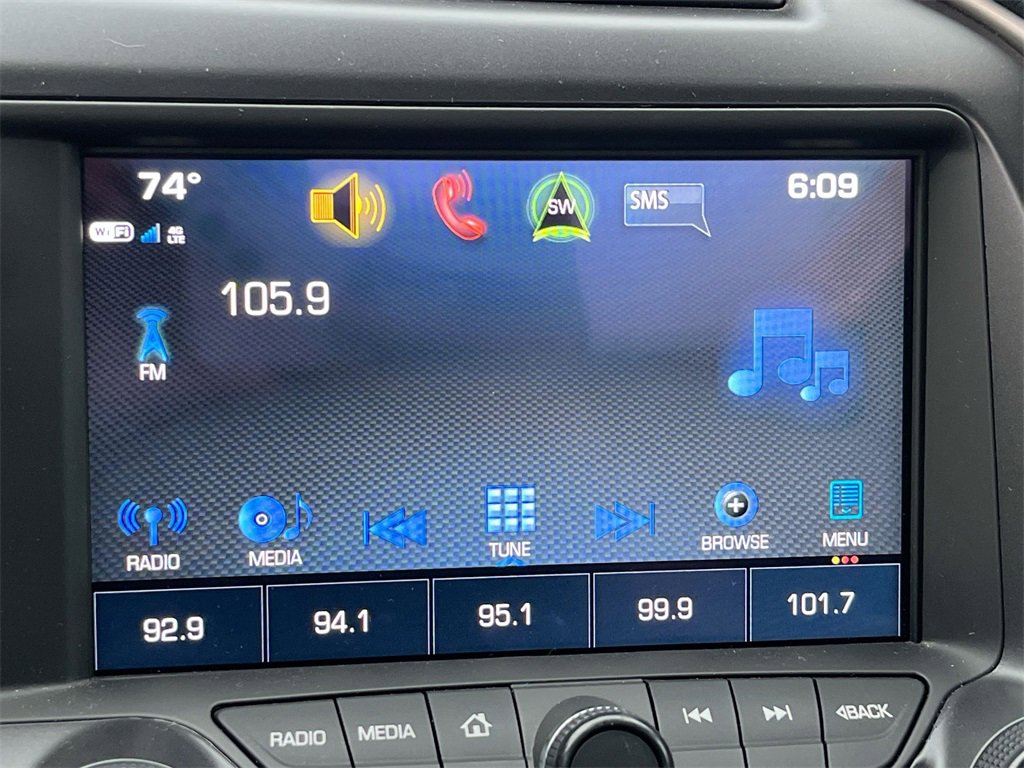 74° 6:09
WiFi 4G LTE SW SMS
105.9
FM
RADIO MEDIA TUNE BROWSE MENU
92.9 94.1 95.1 99.9 101.7
RADIO MEDIA BACK